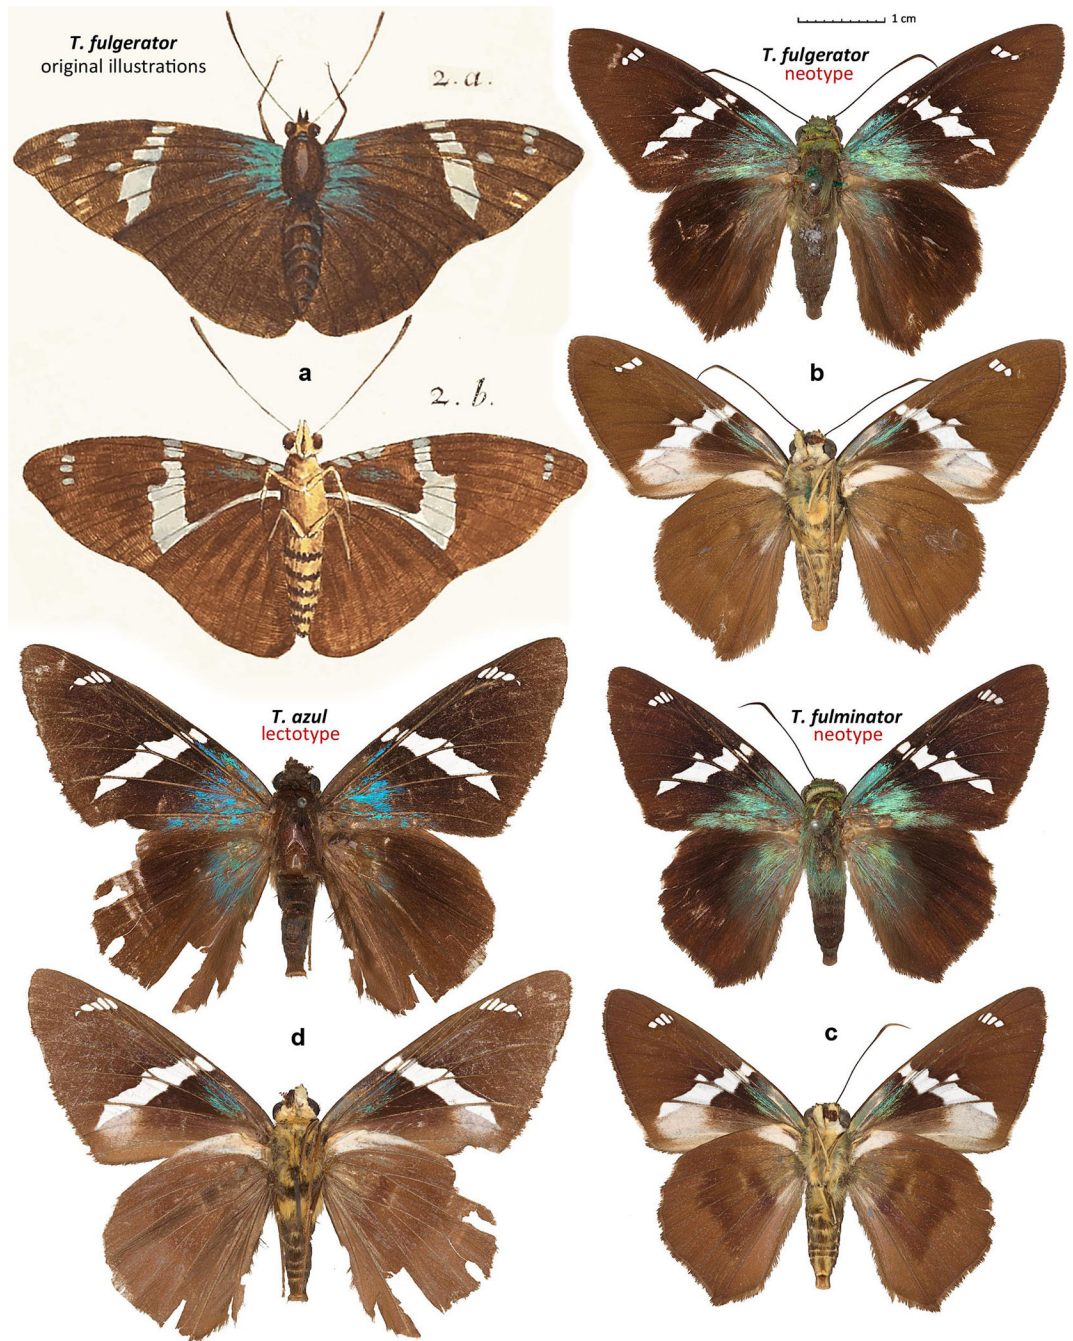 T. fulgerator
original illustrations
2.a.
1 cm
T. fulgerator
neotype
a
2.b.
b
T. azul
lectotype
T. fulminator
neotype
d
c